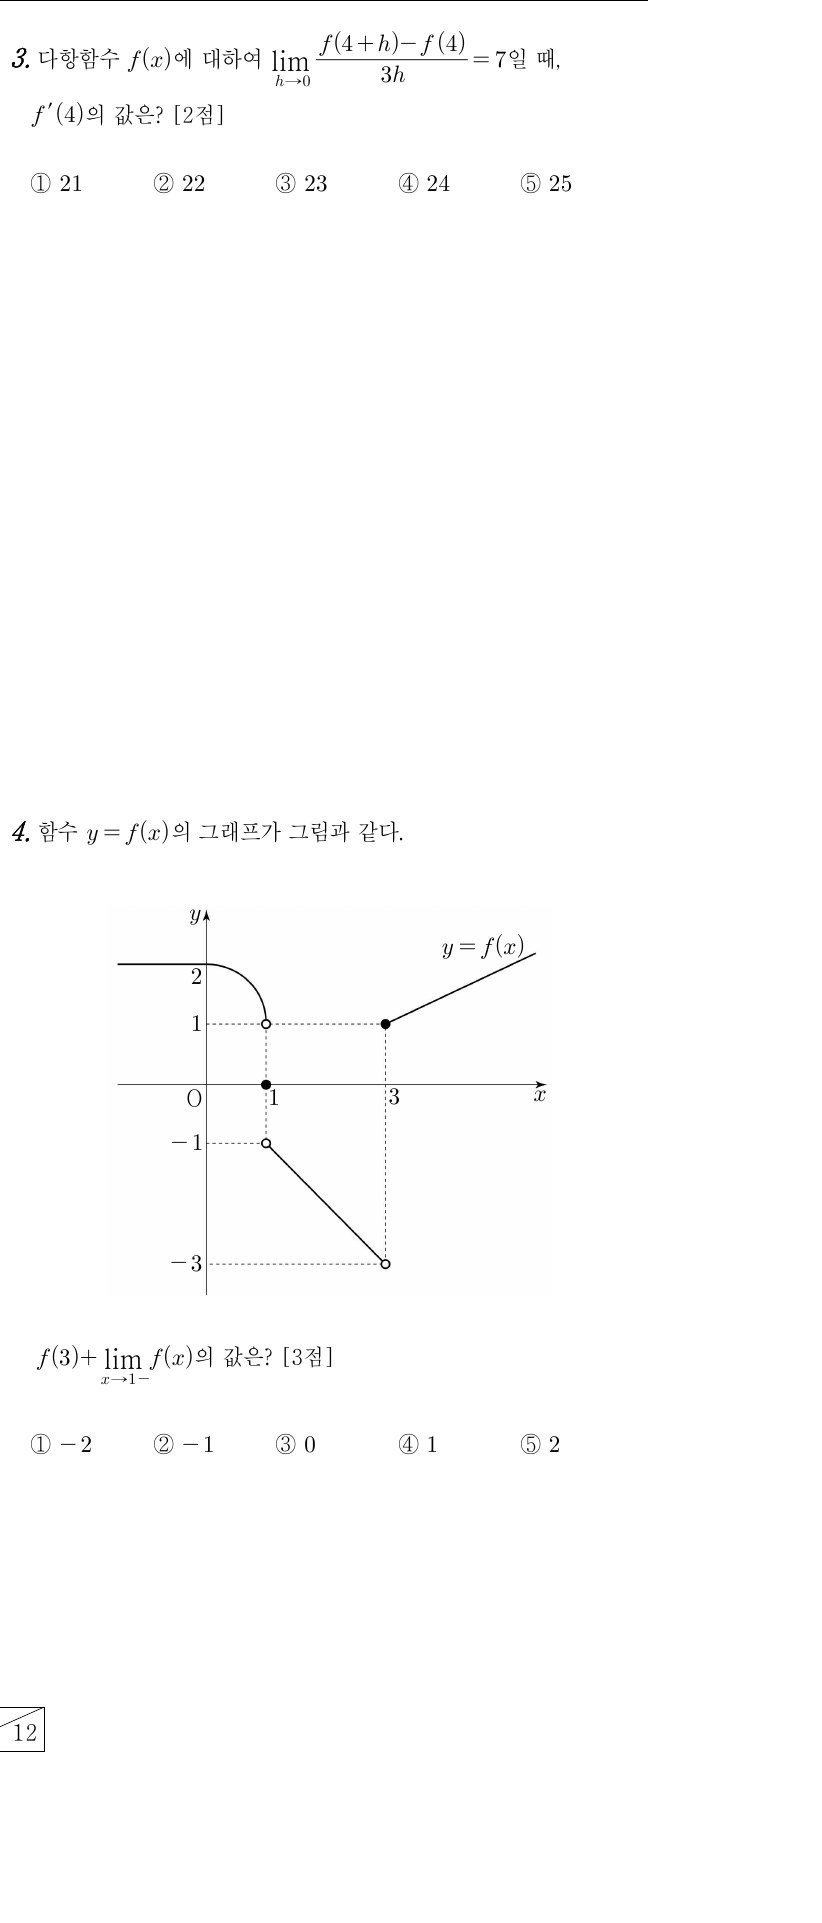 3. 다항함수 f(x)에 대하여 lim_{h→0} \frac{f(4+h)-f(4)}{3h} = 7일 때,
f′(4)의 값은? [2점]
① 21 ② 22 ③ 23 ④ 24 ⑤ 25
4. 함수 y=f(x)의 그래프가 그림과 같다.
y
y=f(x)
2
1
O 1 3 x
-1
-3
f(3)+lim_{x→1-} f(x)의 값은? [3점]
① -2 ② -1 ③ 0 ④ 1 ⑤ 2
12